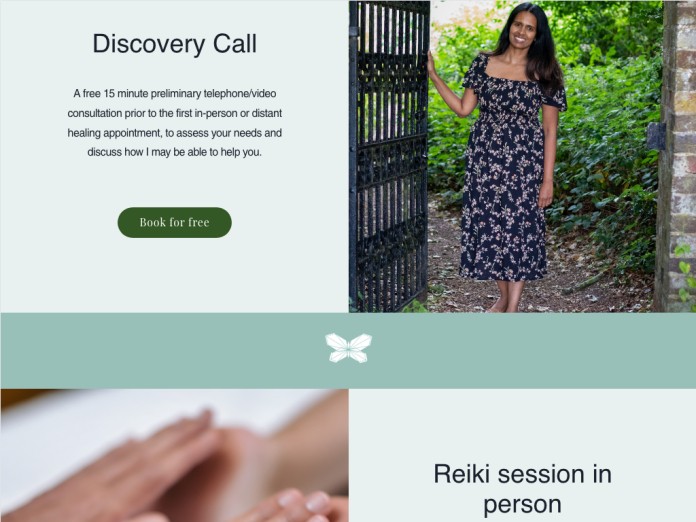 Discovery Call
A free 15 minute preliminary telephone/video
consultation prior to the first in-person or distant
healing appointment, to assess your needs and
discuss how I may be able to help you.
Book for free
Reiki session in
person